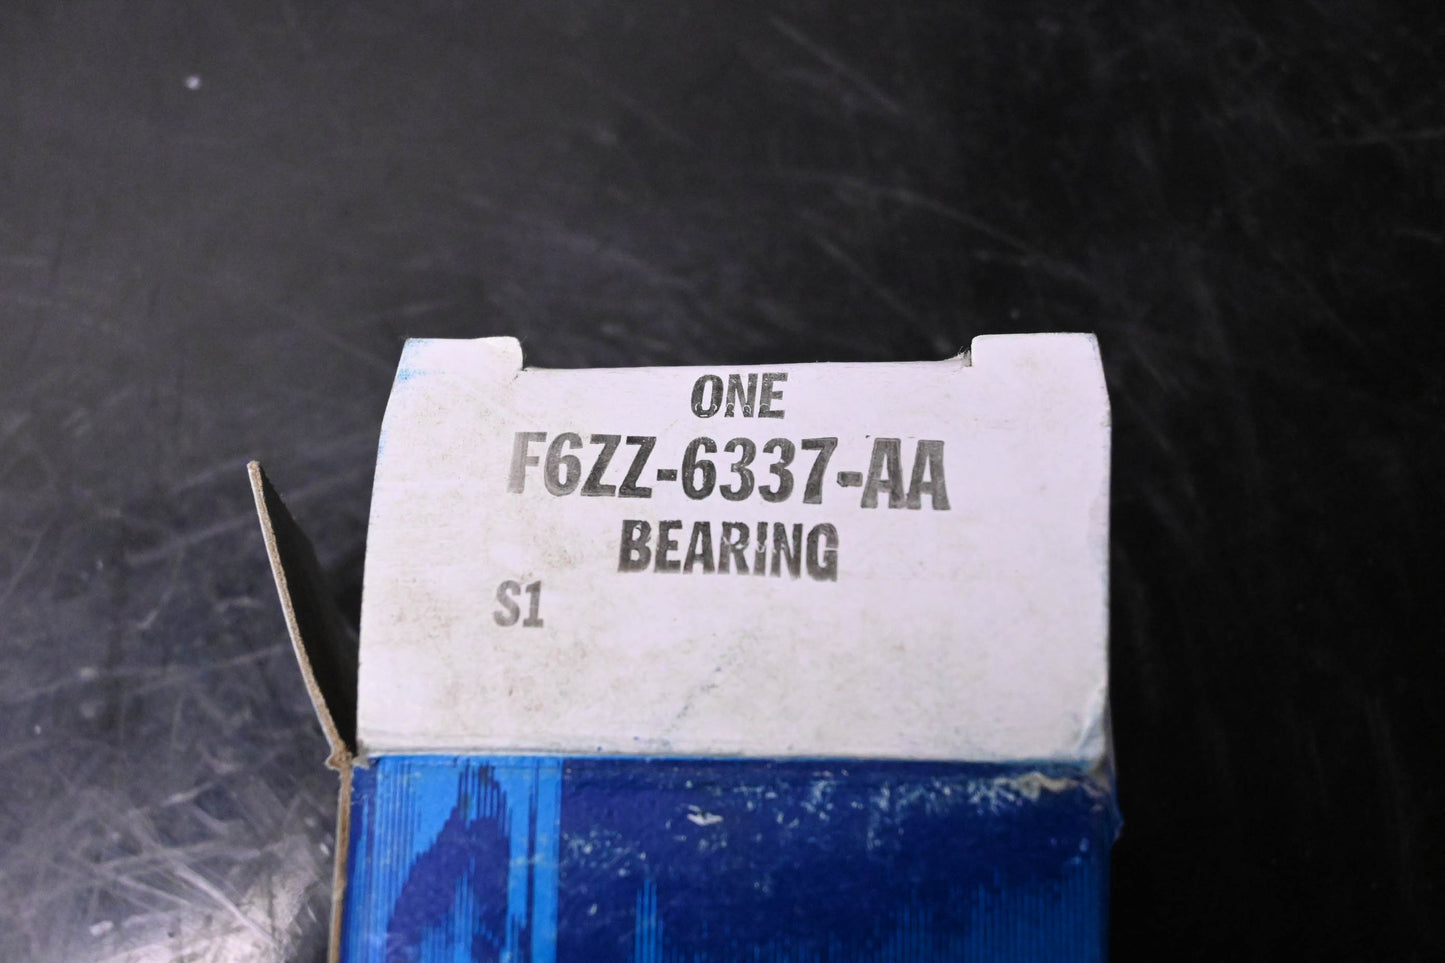 ONE
F6ZZ-6337-AA
BEARING
S1